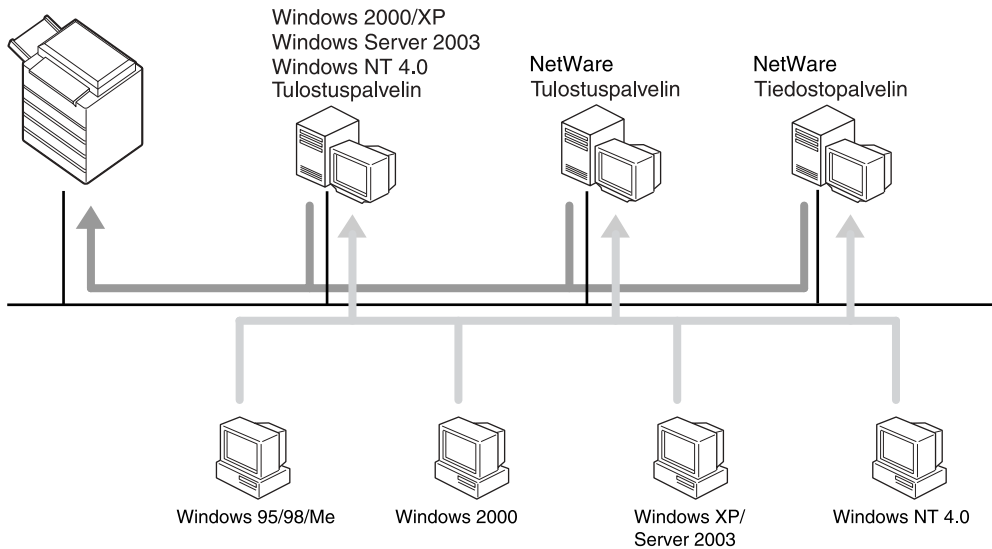 Windows 2000/XP
Windows Server 2003
Windows NT 4.0
Tulostuspalvelin
NetWare
Tulostuspalvelin
NetWare
Tiedostopalvelin
Windows 95/98/Me
Windows 2000
Windows XP/
Server 2003
Windows NT 4.0